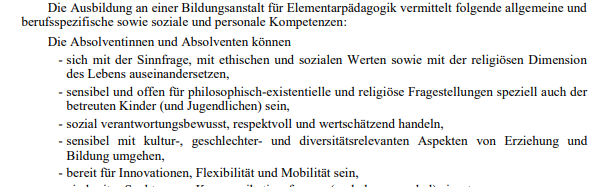 Die Ausbildung an einer Bildungsanstalt für Elementarpädagogik vermittelt folgende allgemeine und
berufsspezifische sowie soziale und personale Kompetenzen:
Die Absolventinnen und Absolventen können
- sich mit der Sinnfrage, mit ethischen und sozialen Werten sowie mit der religiösen Dimension
des Lebens auseinandersetzen,
- sensibel und offen für philosophisch-existentielle und religiöse Fragestellungen speziell auch der
betreuten Kinder (und Jugendlichen) sein,
- sozial verantwortungsbewusst, respektvoll und wertschätzend handeln,
- sensibel mit kultur-, geschlechter- und diversitätsrelevanten Aspekten von Erziehung und
Bildung umgehen,
- bereit für Innovationen, Flexibilität und Mobilität sein,